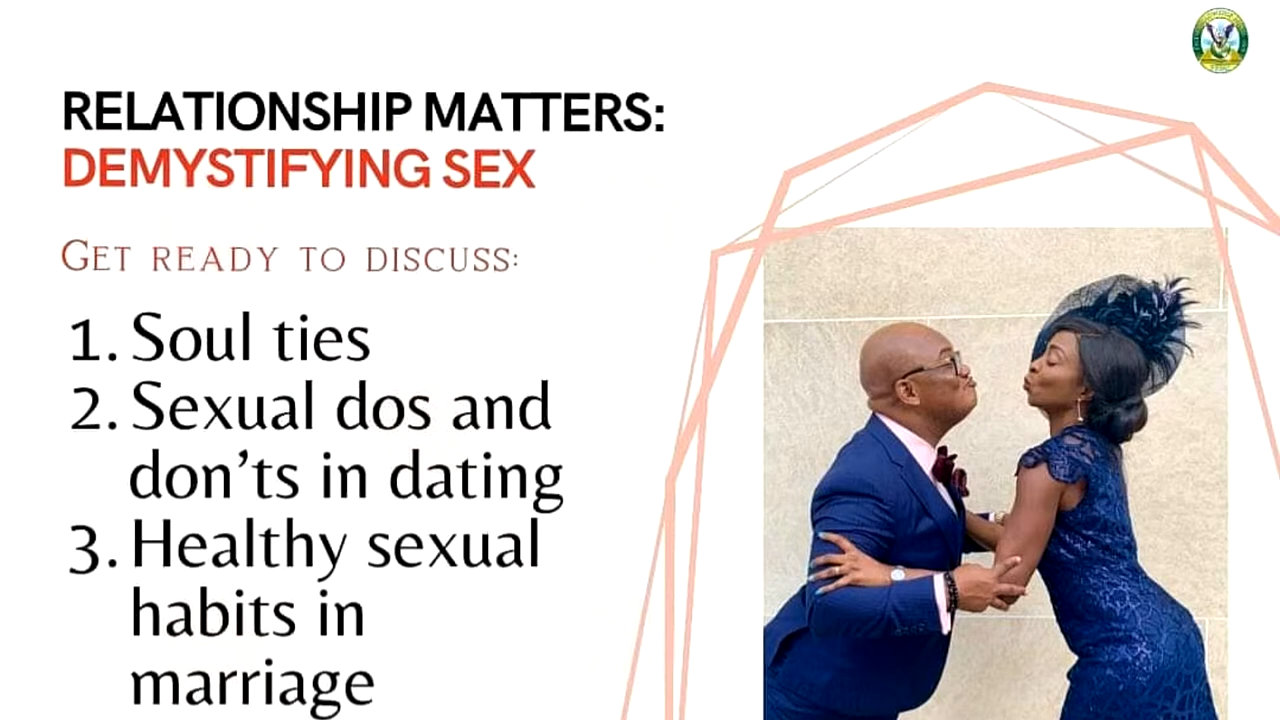 RELATIONSHIP MATTERS:
DEMYSTIFYING SEX
GET READY TO DISCUSS:
1. Soul ties
2. Sexual dos and
don’ts in dating
3. Healthy sexual
habits in
marriage